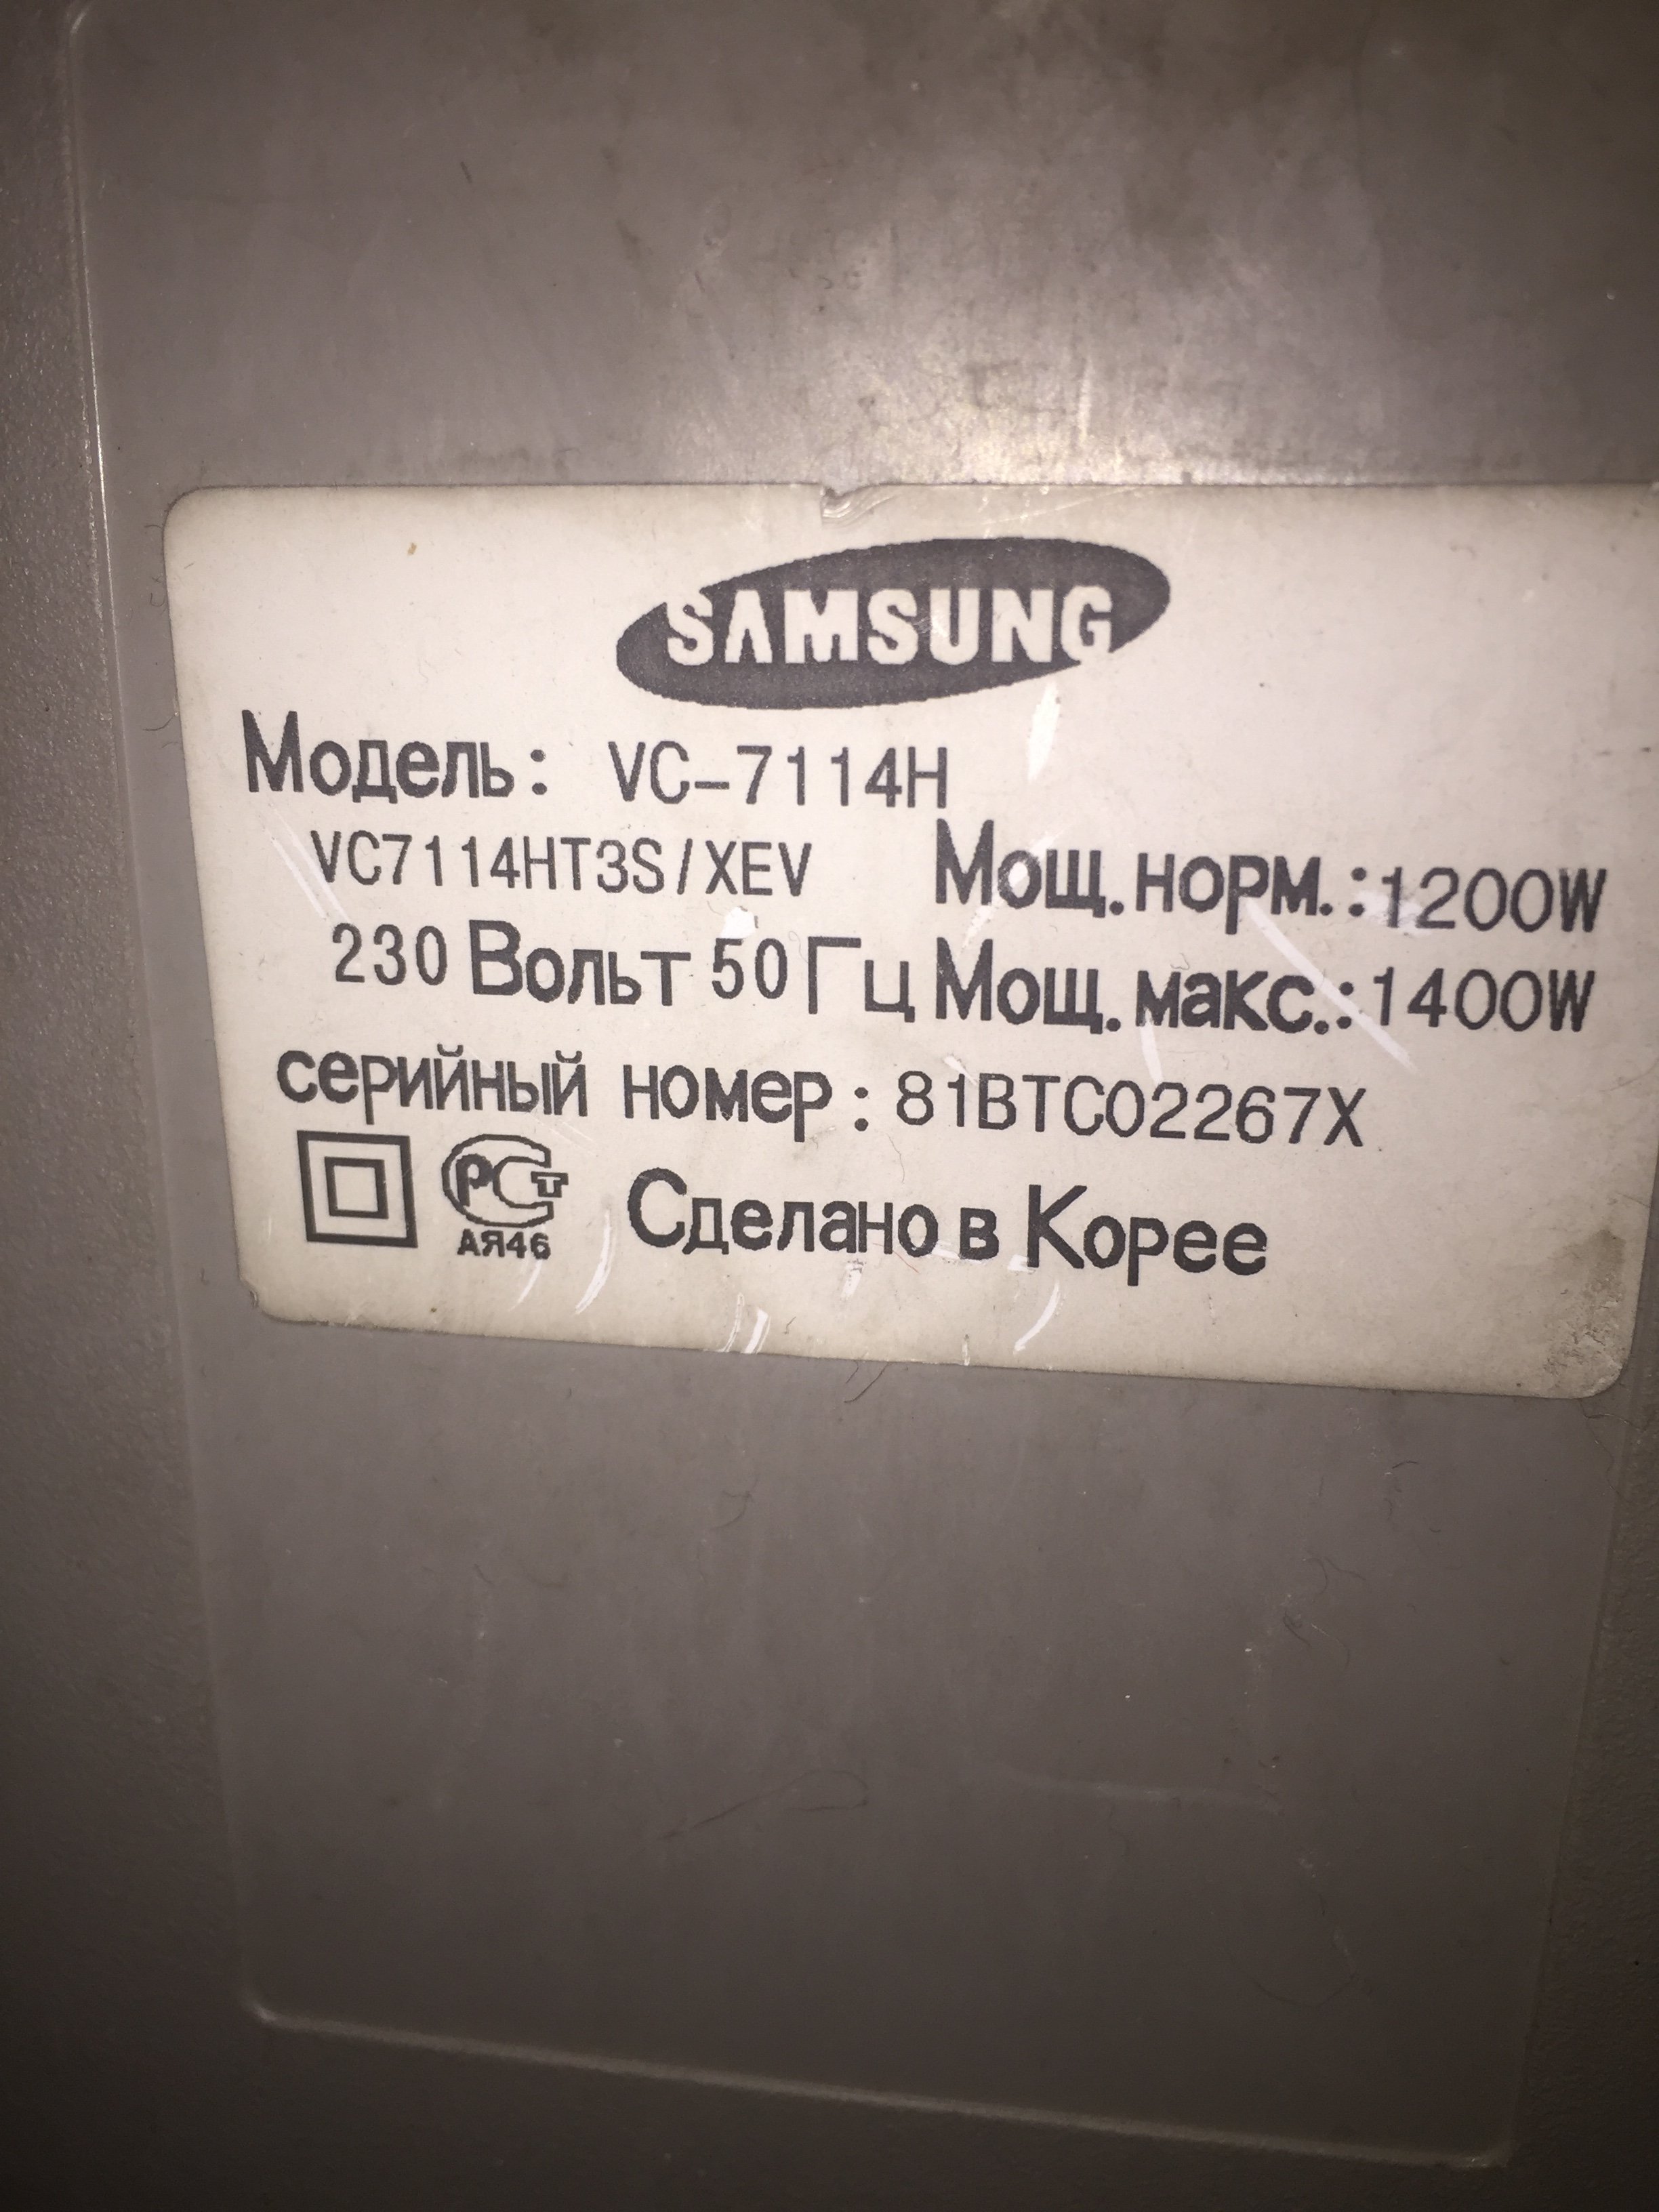 SAMSUNG
Модель: VC-7114H
VC7114HT3S/XEV Мощ.норм.:1200W
230 Вольт 50 Гц Мощ.макс.:1400W
серийный номер: 81BTC02267X
РСТ
АЯ46 Сделано в Корее